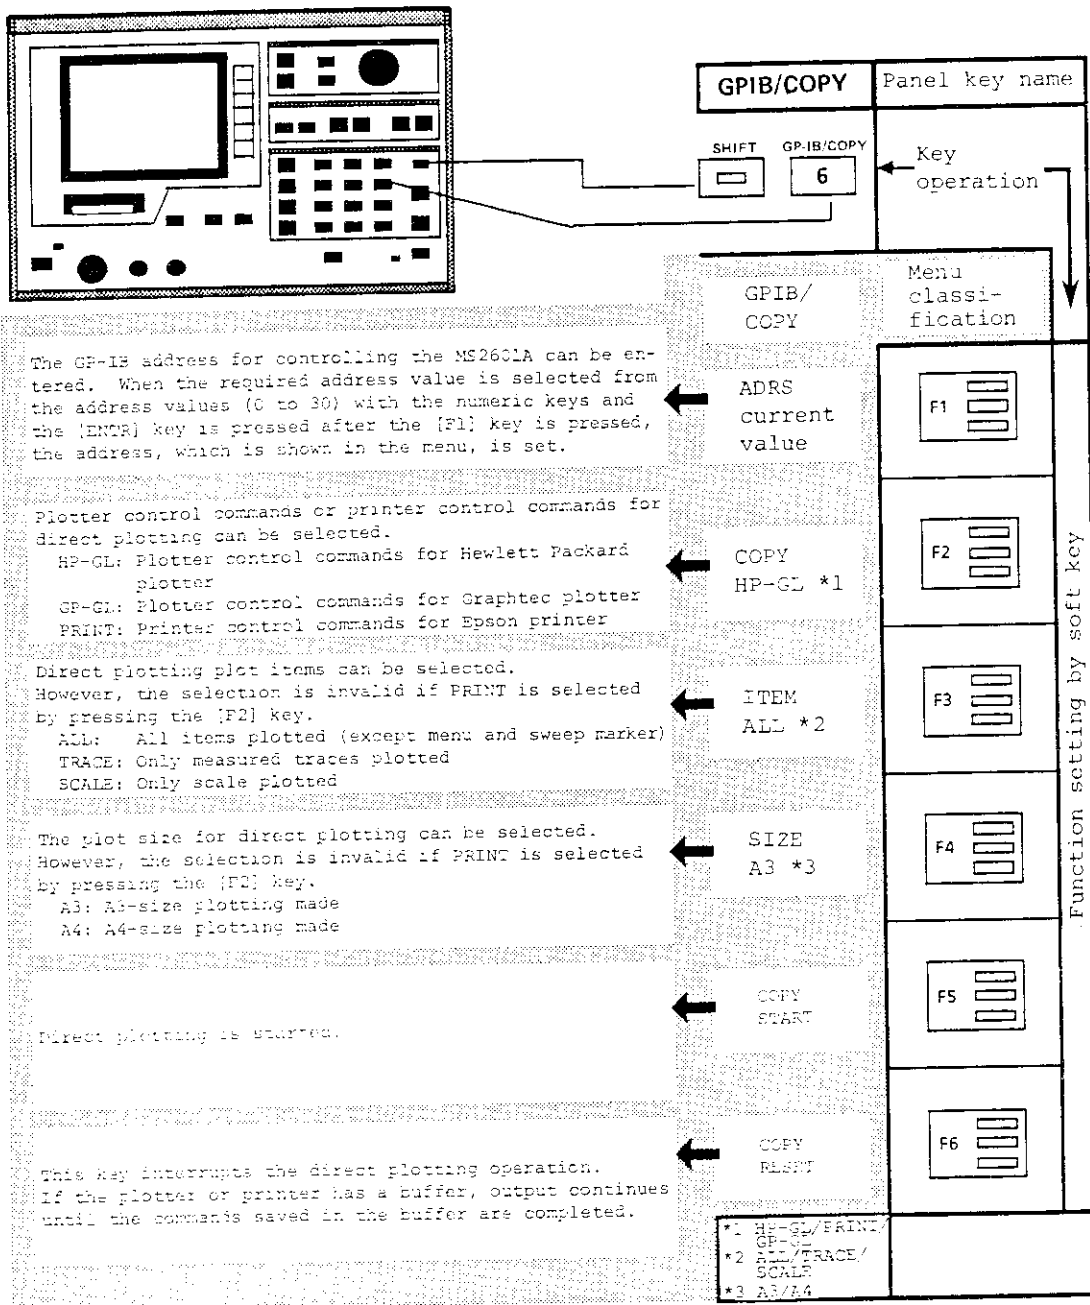 GPIB/COPY
Panel key name
SHIFT
GP-IB/COPY
6
Key
operation
GPIB/
COPY
Menu
classi-
fication
The GP-IB address for controlling the MS2601A can be en-
tered. When the required address value is selected from
the address values (0 to 30) with the numeric keys and
the [ENTR] key is pressed after the [F1] key is pressed,
the address, which is shown in the menu, is set.
ADRS
current
value
F1
Plotter control commands or printer control commands for
direct plotting can be selected.
HP-GL: Plotter control commands for Hewlett Packard
plotter
GP-GL: Plotter control commands for Graphtec plotter
PRINT: Printer control commands for Epson printer
COPY
HP-GL *1
F2
Direct plotting plot items can be selected.
However, the selection is invalid if PRINT is selected
by pressing the [F2] key.
ALL: All items plotted (except menu and sweep marker)
TRACE: Only measured traces plotted
SCALE: Only scale plotted
ITEM
ALL *2
F3
The plot size for direct plotting can be selected.
However, the selection is invalid if PRINT is selected
by pressing the [F2] key.
A3: A3-size plotting made
A4: A4-size plotting made
SIZE
A3 *3
F4
Direct plotting is started.
COPY
START
F5
This key interrupts the direct plotting operation.
If the plotter or printer has a buffer, output continues
until the commands saved in the buffer are completed.
COPY
RESET
F6
Function setting by soft key
*1 HP-GL/PRINT/
GP-GL
*2 ALL/TRACE/
SCALE
*3 A3/A4